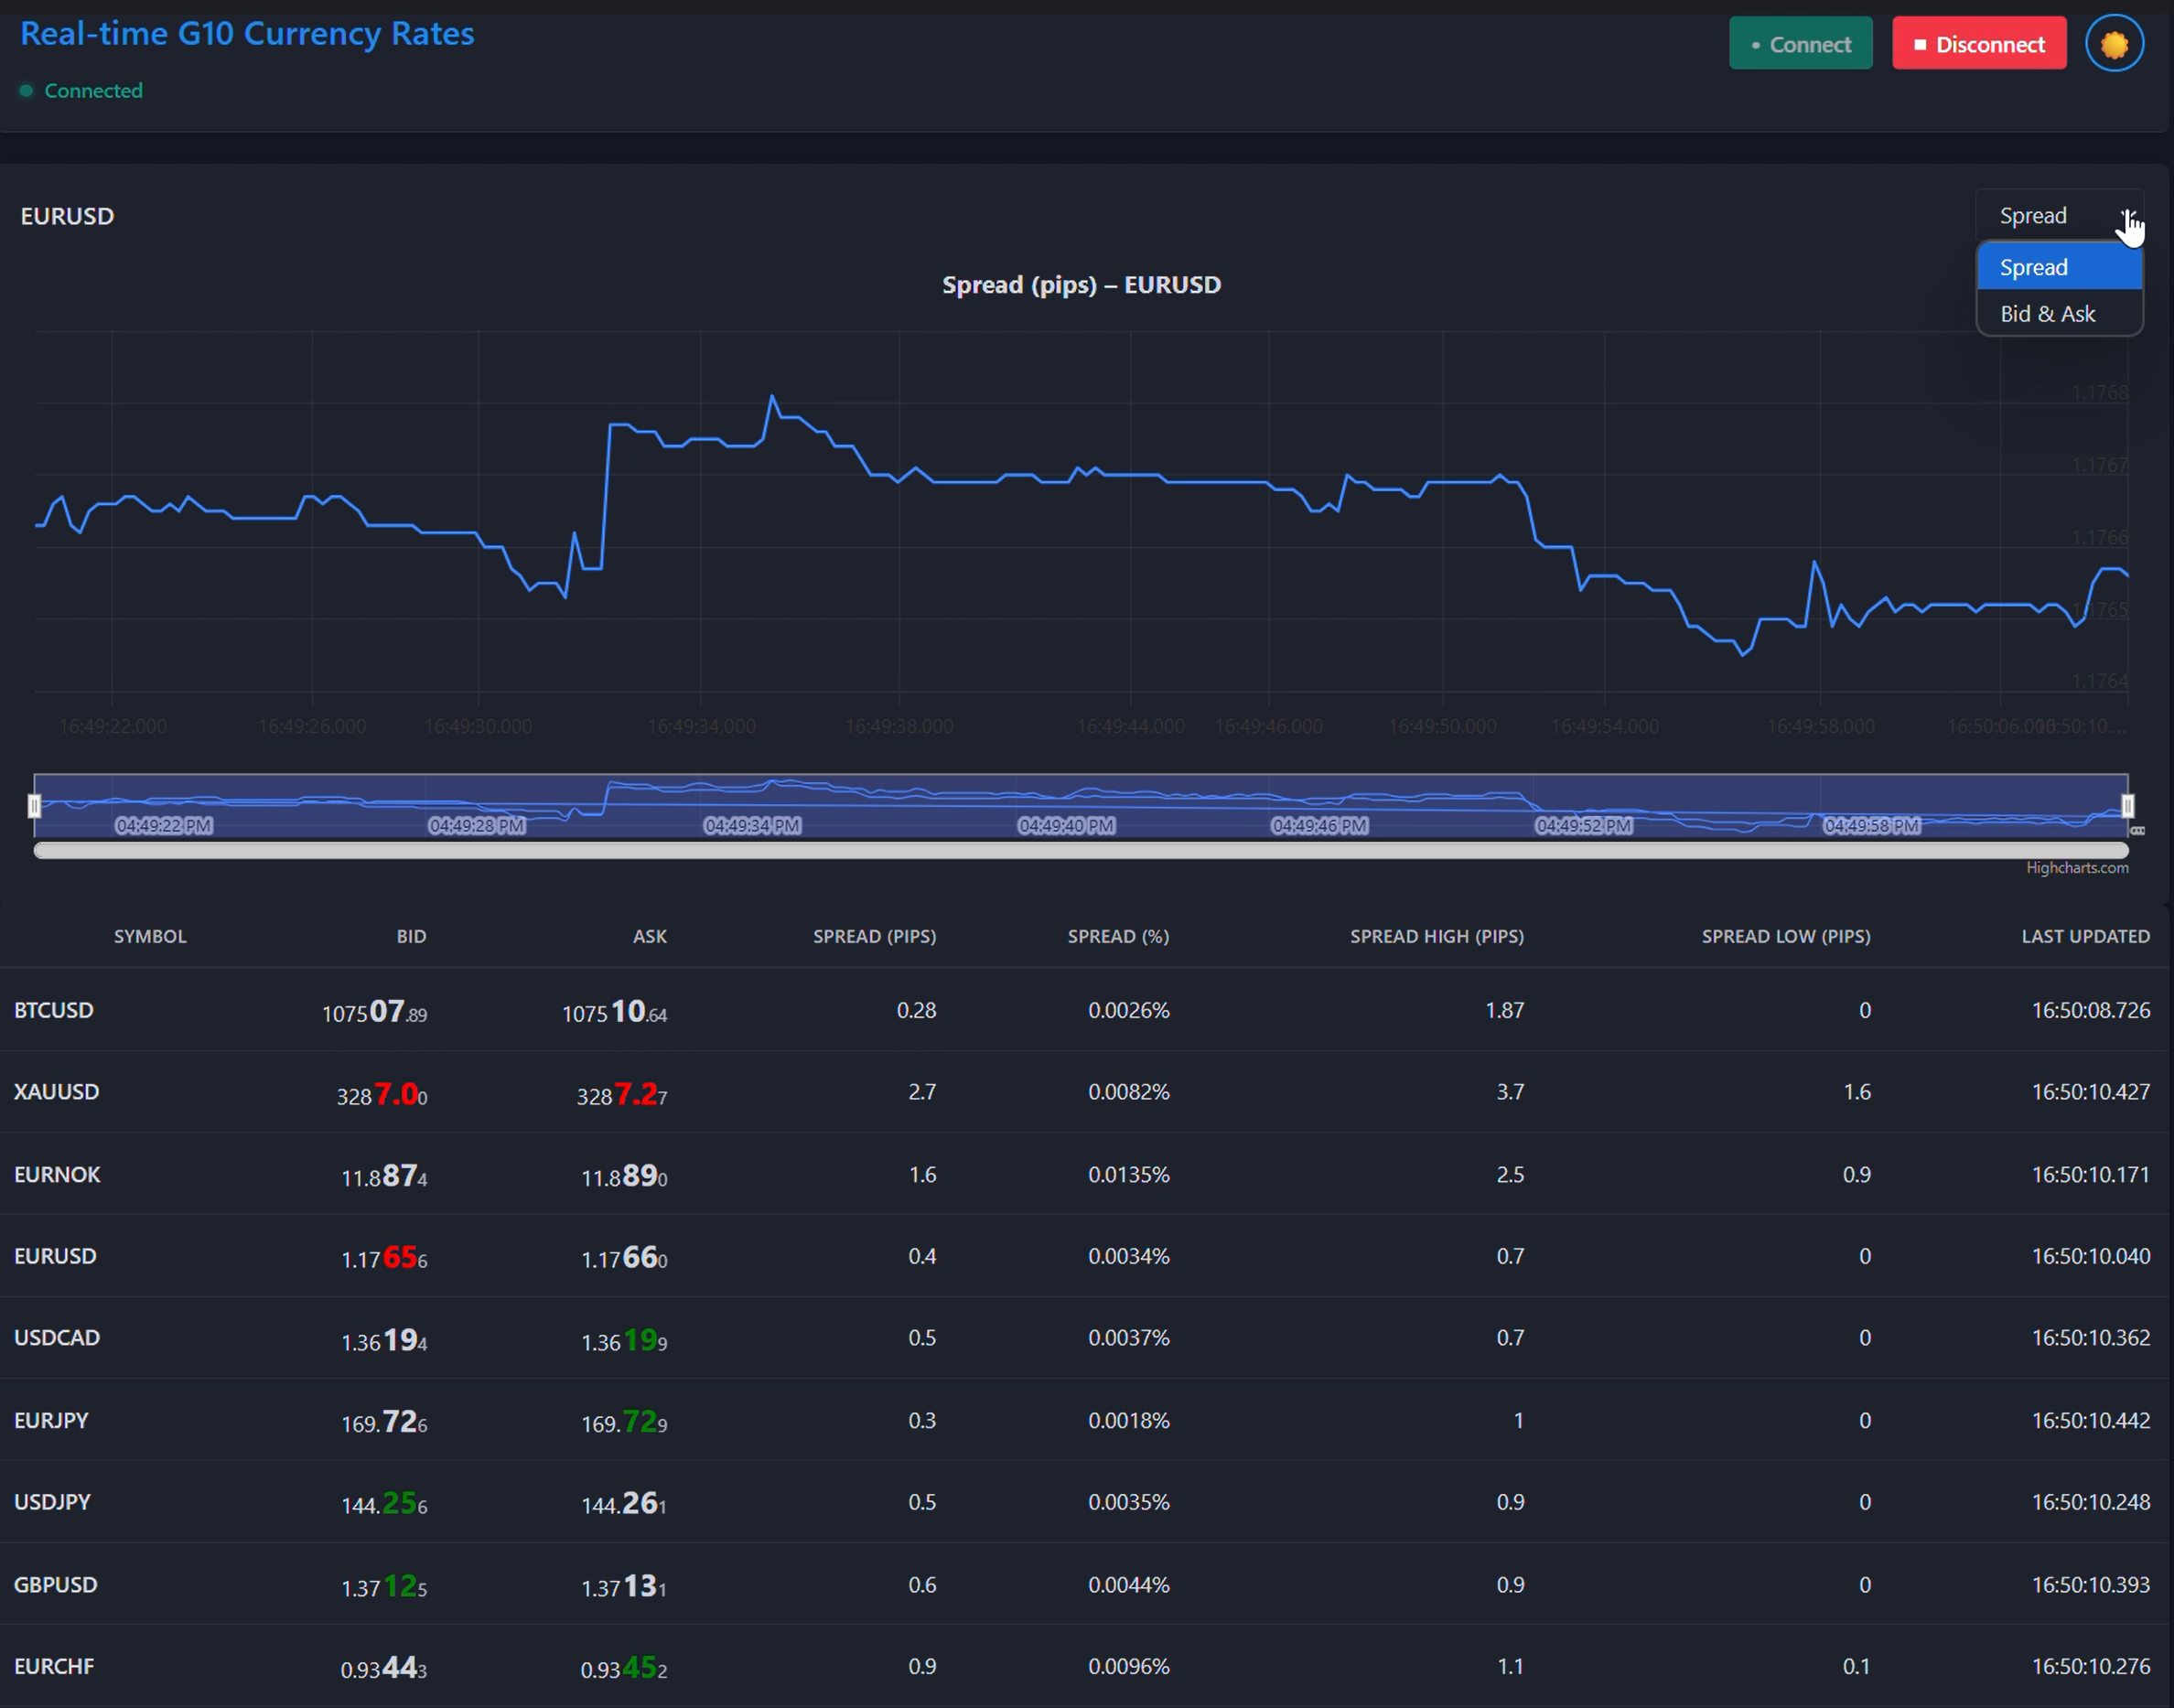 Real-time G10 Currency Rates
• Connect
Disconnect
Connected
EURUSD
Spread
Spread
Bid & Ask
Spread (pips) – EURUSD
1.1768
1.1767
1.1766
1.1765
1.1764
16:49:22.000 16:49:26.000 16:49:30.000 16:49:34.000 16:49:38.000 16:49:44.000 16:49:46.000 16:49:50.000 16:49:54.000 16:49:58.000 16:50:06.000 16:50:10....
04:49:22 PM 04:49:28 PM 04:49:34 PM 04:49:40 PM 04:49:46 PM 04:49:52 PM 04:49:58 PM
Highcharts.com
SYMBOL BID ASK SPREAD (PIPS) SPREAD (%) SPREAD HIGH (PIPS) SPREAD LOW (PIPS) LAST UPDATED
BTCUSD 107507.89 107510.64 0.28 0.0026% 1.87 0 16:50:08.726
XAUUSD 3287.00 3287.27 2.7 0.0082% 3.7 1.6 16:50:10.427
EURNOK 11.8874 11.8890 1.6 0.0135% 2.5 0.9 16:50:10.171
EURUSD 1.17656 1.17660 0.4 0.0034% 0.7 0 16:50:10.040
USDCAD 1.36194 1.36199 0.5 0.0037% 0.7 0 16:50:10.362
EURJPY 169.726 169.729 0.3 0.0018% 1 0 16:50:10.442
USDJPY 144.256 144.261 0.5 0.0035% 0.9 0 16:50:10.248
GBPUSD 1.37125 1.37131 0.6 0.0044% 0.9 0 16:50:10.393
EURCHF 0.93443 0.93452 0.9 0.0096% 1.1 0.1 16:50:10.276